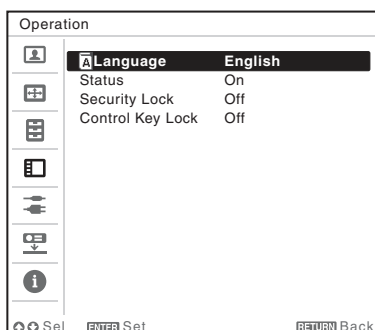 Operation
A Language English
Status On
Security Lock Off
Control Key Lock Off
Sel ENTER Set RETURN Back